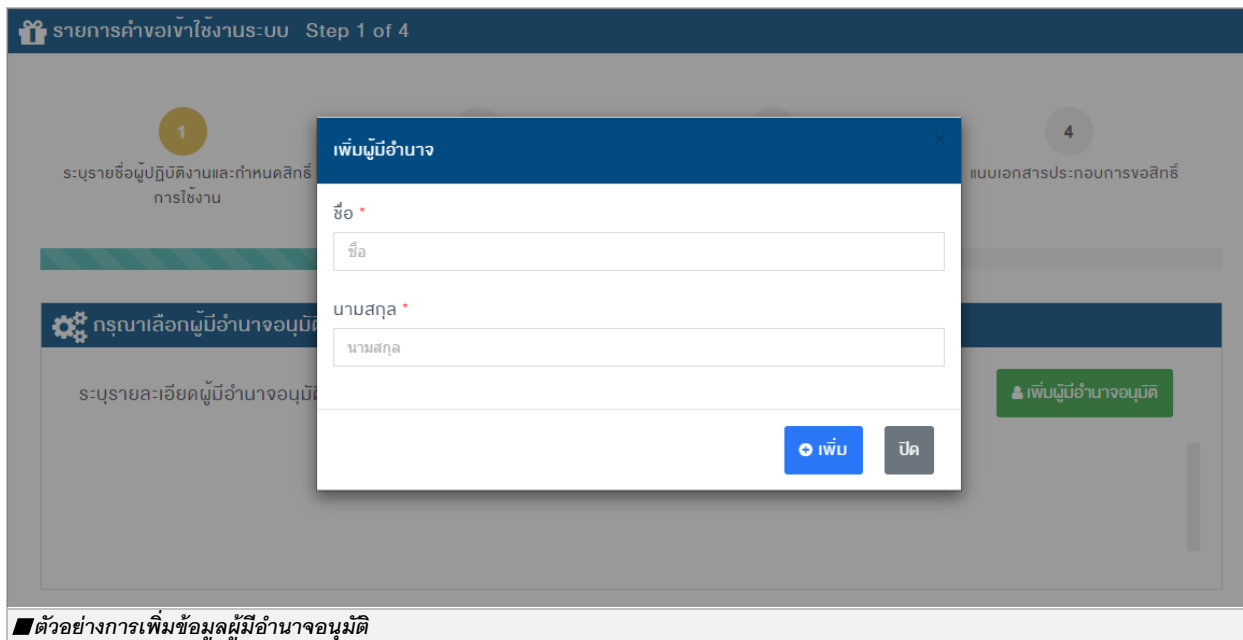 รายการคำขอเข้าใช้งานระบบ Step 1 of 4
1
4
ระบุรายชื่อผู้ปฏิบัติงานและกำหนดสิทธิ์
การใช้งาน
แนบเอกสารประกอบการขอสิทธิ์
เพิ่มผู้มีอำนาจ
×
ชื่อ *
ชื่อ
นามสกุล *
นามสกุล
กรุณาเลือกผู้มีอำนาจอนุมัติ
ระบุรายละเอียดผู้มีอำนาจอนุมัติ
เพิ่มผู้มีอำนาจอนุมัติ
เพิ่ม
ปิด
■ตัวอย่างการเพิ่มข้อมูลผู้มีอำนาจอนุมัติ